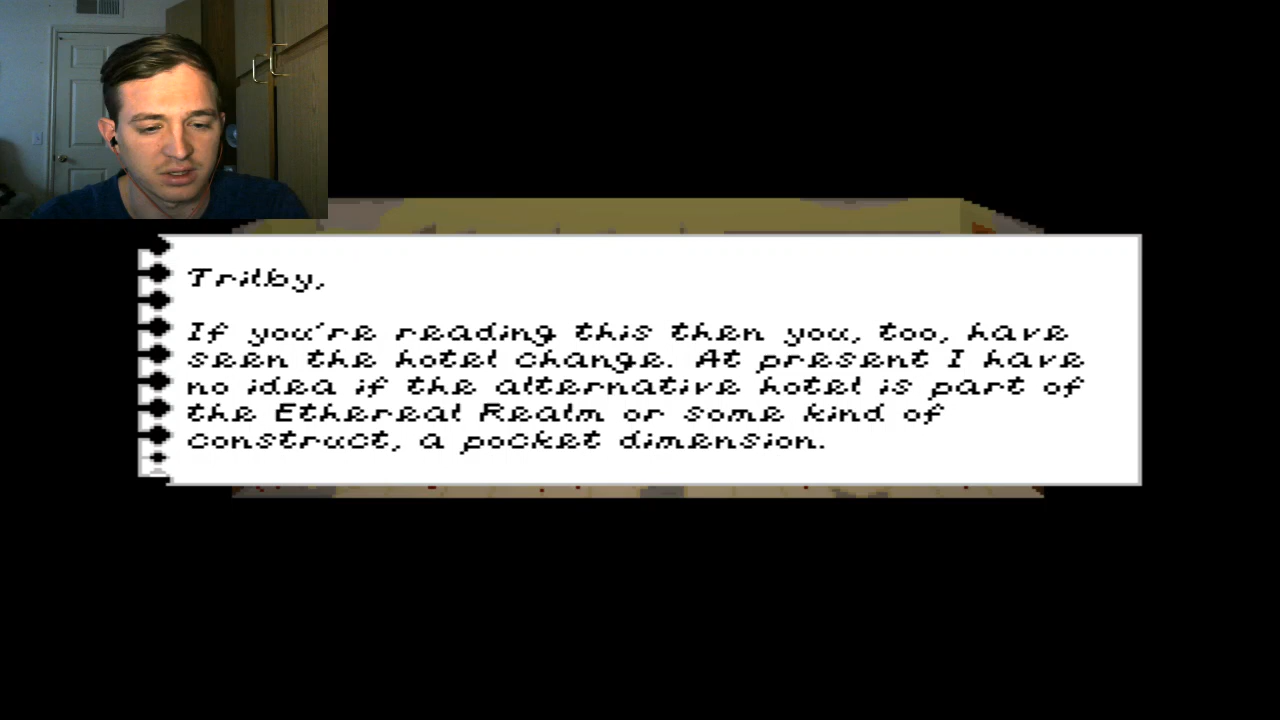 Trilby,
If you're reading this then you, too, have
seen the hotel change. At present I have
no idea if the alternative hotel is part of
the Ethereal Realm or some kind of
construct, a pocket dimension.